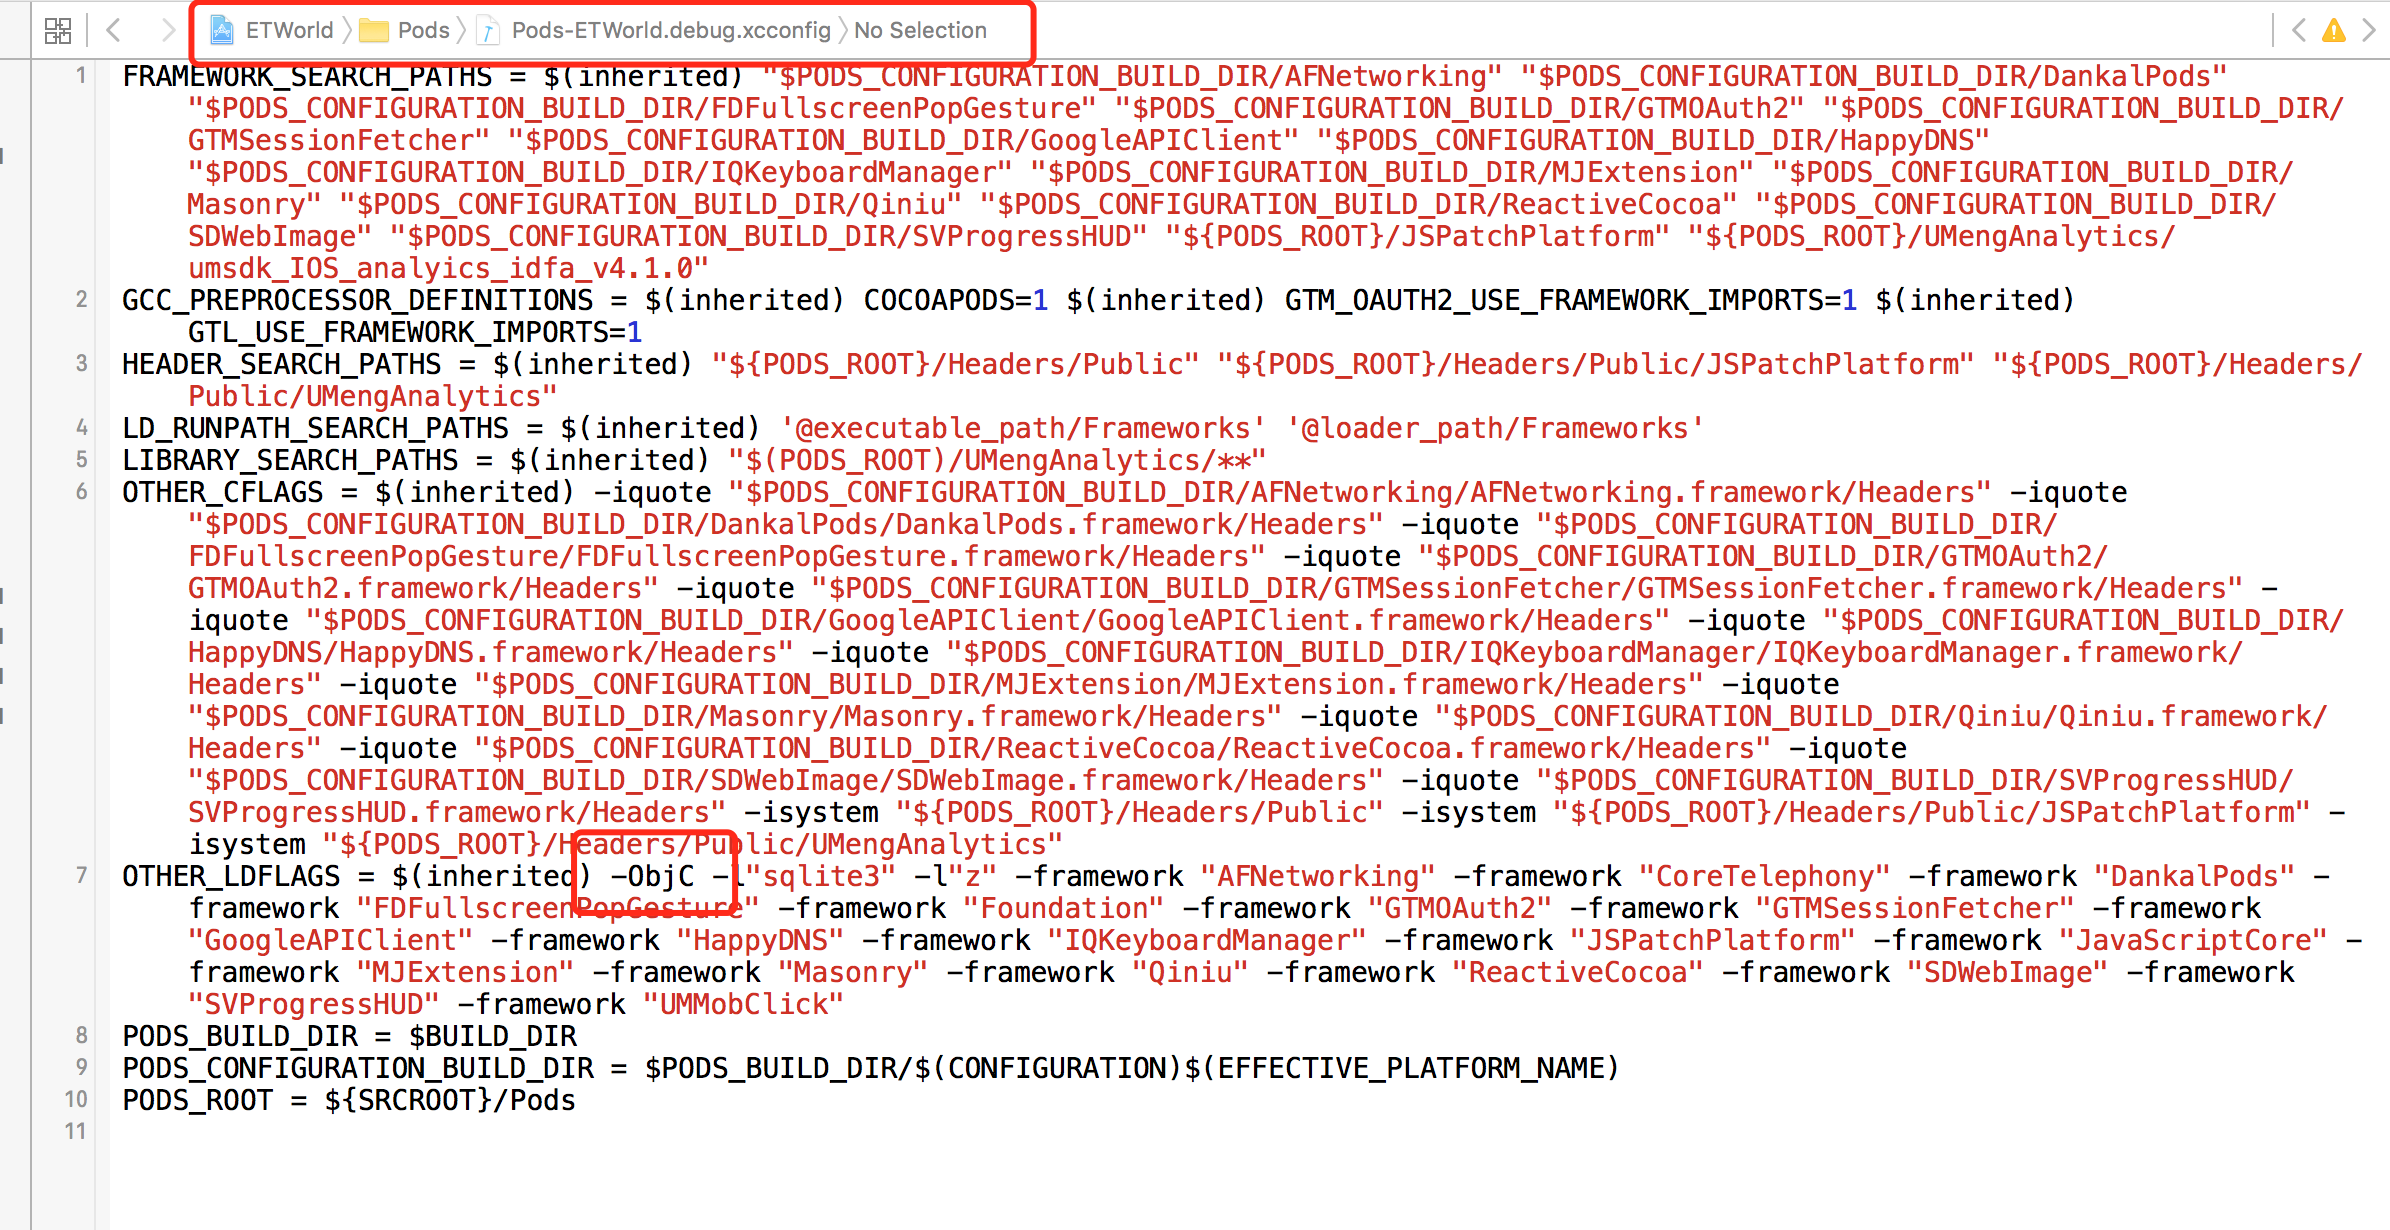 ETWorld Pods Pods-ETWorld.debug.xcconfig No Selection
1 FRAMEWORK_SEARCH_PATHS = $(inherited) "$PODS_CONFIGURATION_BUILD_DIR/AFNetworking" "$PODS_CONFIGURATION_BUILD_DIR/DankalPods"
"$PODS_CONFIGURATION_BUILD_DIR/FDFullscreenPopGesture" "$PODS_CONFIGURATION_BUILD_DIR/GTMOAuth2" "$PODS_CONFIGURATION_BUILD_DIR/
GTMSessionFetcher" "$PODS_CONFIGURATION_BUILD_DIR/GoogleAPIClient" "$PODS_CONFIGURATION_BUILD_DIR/HappyDNS"
"$PODS_CONFIGURATION_BUILD_DIR/IQKeyboardManager" "$PODS_CONFIGURATION_BUILD_DIR/MJExtension" "$PODS_CONFIGURATION_BUILD_DIR/
Masonry" "$PODS_CONFIGURATION_BUILD_DIR/Qiniu" "$PODS_CONFIGURATION_BUILD_DIR/ReactiveCocoa" "$PODS_CONFIGURATION_BUILD_DIR/
SDWebImage" "$PODS_CONFIGURATION_BUILD_DIR/SVProgressHUD" "${PODS_ROOT}/JSPatchPlatform" "${PODS_ROOT}/UMengAnalytics/
umsdk_IOS_analyics_idfa_v4.1.0"
2 GCC_PREPROCESSOR_DEFINITIONS = $(inherited) COCOAPODS=1 $(inherited) GTM_OAUTH2_USE_FRAMEWORK_IMPORTS=1 $(inherited)
GTL_USE_FRAMEWORK_IMPORTS=1
3 HEADER_SEARCH_PATHS = $(inherited) "${PODS_ROOT}/Headers/Public" "${PODS_ROOT}/Headers/Public/JSPatchPlatform" "${PODS_ROOT}/Headers/
Public/UMengAnalytics"
4 LD_RUNPATH_SEARCH_PATHS = $(inherited) '@executable_path/Frameworks' '@loader_path/Frameworks'
5 LIBRARY_SEARCH_PATHS = $(inherited) "$(PODS_ROOT)/UMengAnalytics/**"
6 OTHER_CFLAGS = $(inherited) -iquote "$PODS_CONFIGURATION_BUILD_DIR/AFNetworking/AFNetworking.framework/Headers" -iquote
"$PODS_CONFIGURATION_BUILD_DIR/DankalPods/DankalPods.framework/Headers" -iquote "$PODS_CONFIGURATION_BUILD_DIR/
FDFullscreenPopGesture/FDFullscreenPopGesture.framework/Headers" -iquote "$PODS_CONFIGURATION_BUILD_DIR/GTMOAuth2/
GTMOAuth2.framework/Headers" -iquote "$PODS_CONFIGURATION_BUILD_DIR/GTMSessionFetcher/GTMSessionFetcher.framework/Headers" -
iquote "$PODS_CONFIGURATION_BUILD_DIR/GoogleAPIClient/GoogleAPIClient.framework/Headers" -iquote "$PODS_CONFIGURATION_BUILD_DIR/
HappyDNS/HappyDNS.framework/Headers" -iquote "$PODS_CONFIGURATION_BUILD_DIR/IQKeyboardManager/IQKeyboardManager.framework/
Headers" -iquote "$PODS_CONFIGURATION_BUILD_DIR/MJExtension/MJExtension.framework/Headers" -iquote
"$PODS_CONFIGURATION_BUILD_DIR/Masonry/Masonry.framework/Headers" -iquote "$PODS_CONFIGURATION_BUILD_DIR/Qiniu/Qiniu.framework/
Headers" -iquote "$PODS_CONFIGURATION_BUILD_DIR/ReactiveCocoa/ReactiveCocoa.framework/Headers" -iquote
"$PODS_CONFIGURATION_BUILD_DIR/SDWebImage/SDWebImage.framework/Headers" -iquote "$PODS_CONFIGURATION_BUILD_DIR/SVProgressHUD/
SVProgressHUD.framework/Headers" -isystem "${PODS_ROOT}/Headers/Public" -isystem "${PODS_ROOT}/Headers/Public/JSPatchPlatform" -
isystem "${PODS_ROOT}/Headers/Public/UMengAnalytics"
7 OTHER_LDFLAGS = $(inherited) -ObjC -l"sqlite3" -l"z" -framework "AFNetworking" -framework "CoreTelephony" -framework "DankalPods" -
framework "FDFullscreenPopGesture" -framework "Foundation" -framework "GTMOAuth2" -framework "GTMSessionFetcher" -framework
"GoogleAPIClient" -framework "HappyDNS" -framework "IQKeyboardManager" -framework "JSPatchPlatform" -framework "JavaScriptCore" -
framework "MJExtension" -framework "Masonry" -framework "Qiniu" -framework "ReactiveCocoa" -framework "SDWebImage" -framework
"SVProgressHUD" -framework "UMMobClick"
8 PODS_BUILD_DIR = $BUILD_DIR
9 PODS_CONFIGURATION_BUILD_DIR = $PODS_BUILD_DIR/$(CONFIGURATION)$(EFFECTIVE_PLATFORM_NAME)
10 PODS_ROOT = ${SRCROOT}/Pods
11